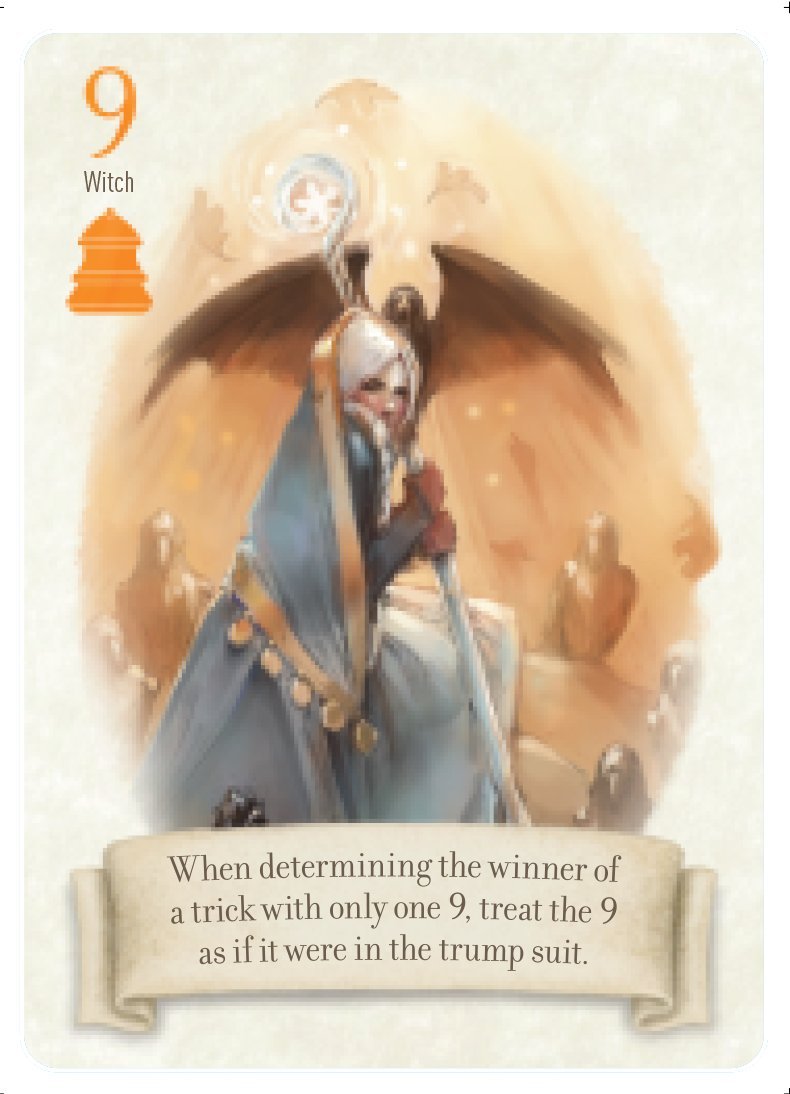 9
Witch
When determining the winner of
a trick with only one 9, treat the 9
as if it were in the trump suit.